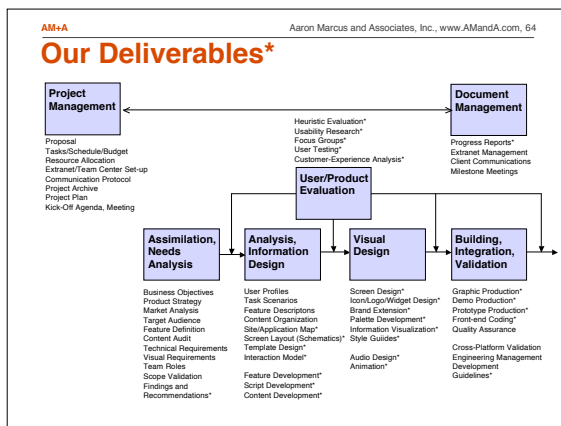 AM+A
Aaron Marcus and Associates, Inc., www.AMandA.com, 64
Our Deliverables*
Project
Management
Proposal
Tasks/Schedule/Budget
Resource Allocation
Extranet/Team Center Set-up
Communication Protocol
Project Archive
Project Plan
Kick-Off Agenda, Meeting
Heuristic Evaluation*
Usability Research*
Focus Groups*
User Testing*
Customer-Experience Analysis*
User/Product
Evaluation
Document
Management
Progress Reports*
Extranet Management
Client Communications
Milestone Meetings
Assimilation,
Needs
Analysis
Business Objectives
Product Strategy
Market Analysis
Target Audience
Feature Definition
Content Audit
Technical Requirements
Visual Requirements
Team Roles
Scope Validation
Findings and
Recommendations*
Analysis,
Information
Design
User Profiles
Task Scenarios
Feature Descriptons
Content Organization
Site/Application Map*
Screen Layout (Schematics)*
Template Design*
Interaction Model*
Feature Development*
Script Development*
Content Development*
Visual
Design
Screen Design*
Icon/Logo/Widget Design*
Brand Extension*
Palette Development*
Information Visualization*
Style Guiides*
Audio Design*
Animation*
Building,
Integration,
Validation
Graphic Production*
Demo Production*
Prototype Production*
Front-end Coding*
Quality Assurance
Cross-Platform Validation
Engineering Management
Development
Guidelines*